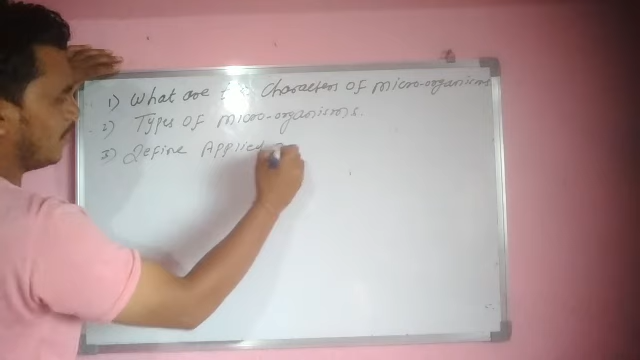 1) What are the characters of micro-organisms
2) Types of micro-organisms.
3) Define Applied